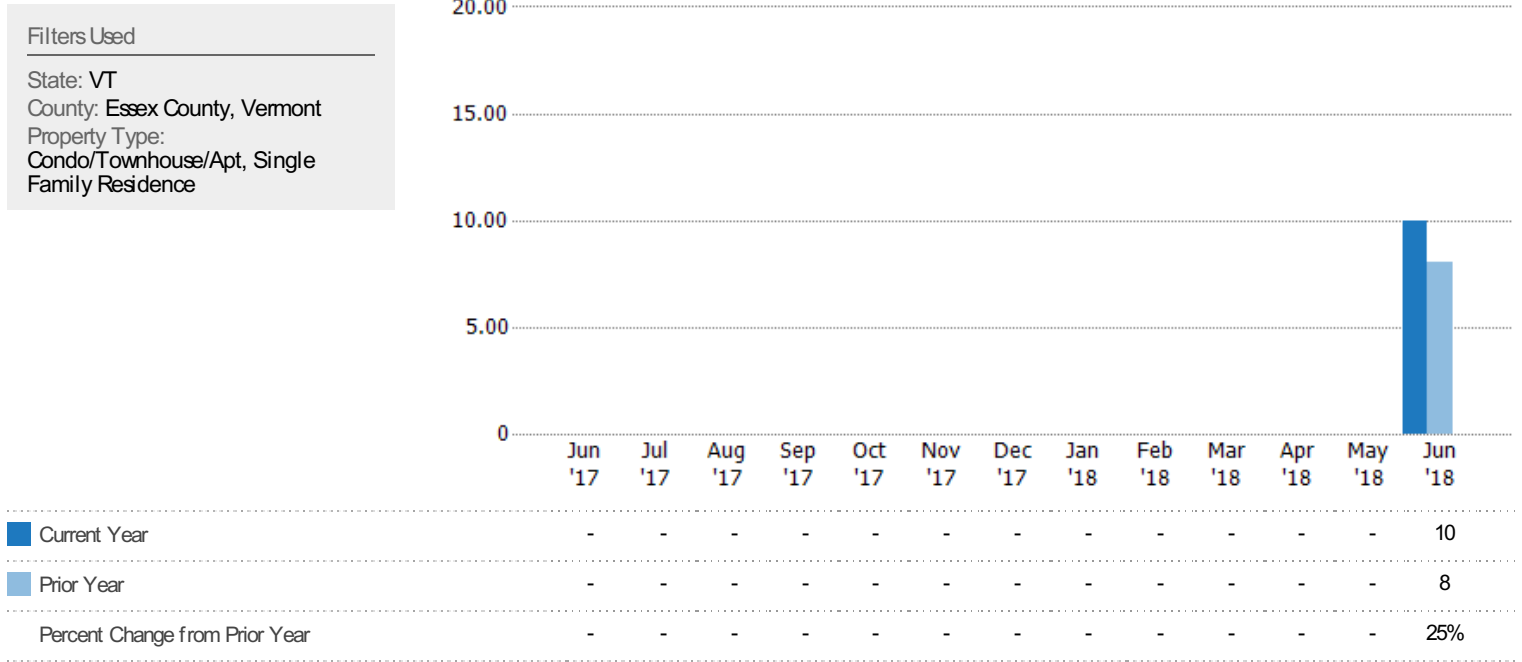 Filters Used
State: VT
County: Essex County, Vermont
Property Type:
Condo/Townhouse/Apt, Single
Family Residence
20.00
15.00
10.00
5.00
0
Jun Jul Aug Sep Oct Nov Dec Jan Feb Mar Apr May Jun
'17 '17 '17 '17 '17 '17 '17 '18 '18 '18 '18 '18 '18
Current Year - - - - - - - - - - - - 10
Prior Year - - - - - - - - - - - - 8
Percent Change from Prior Year - - - - - - - - - - - - 25%